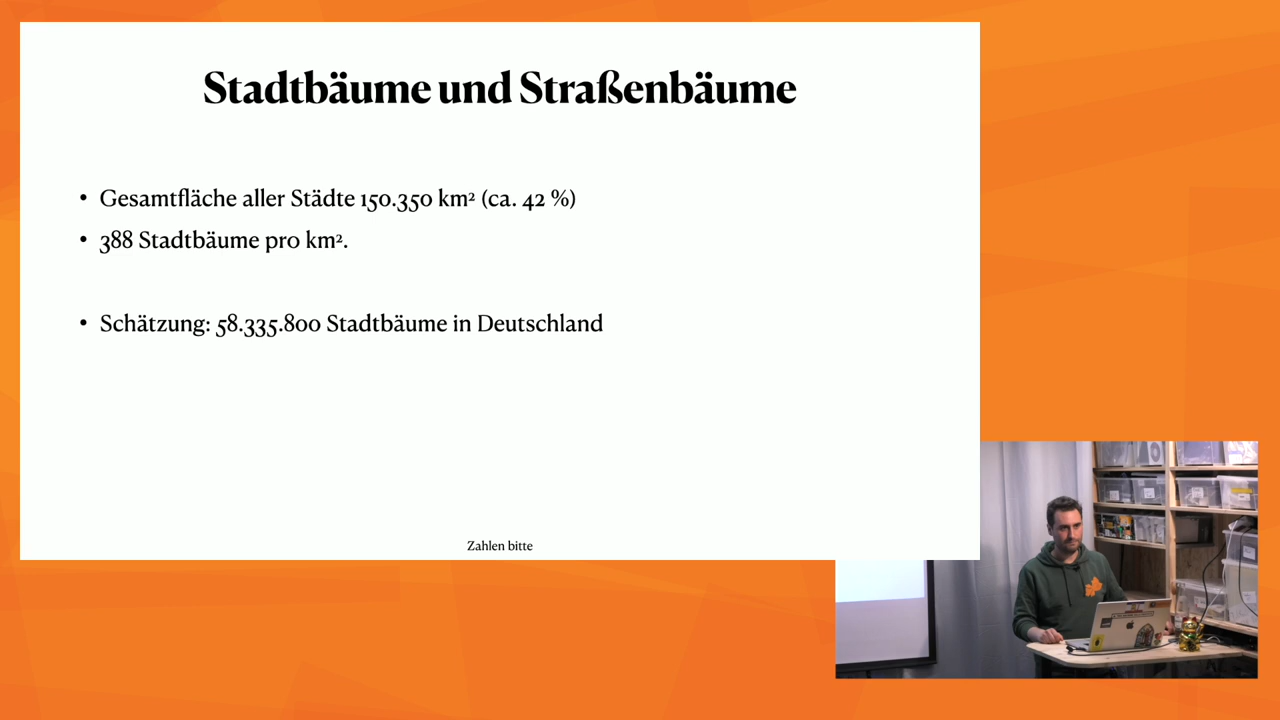 Stadtbäume und Straßenbäume
• Gesamtfläche aller Städte 150.350 km² (ca. 42 %)
• 388 Stadtbäume pro km².
• Schätzung: 58.335.800 Stadtbäume in Deutschland
Zahlen bitte